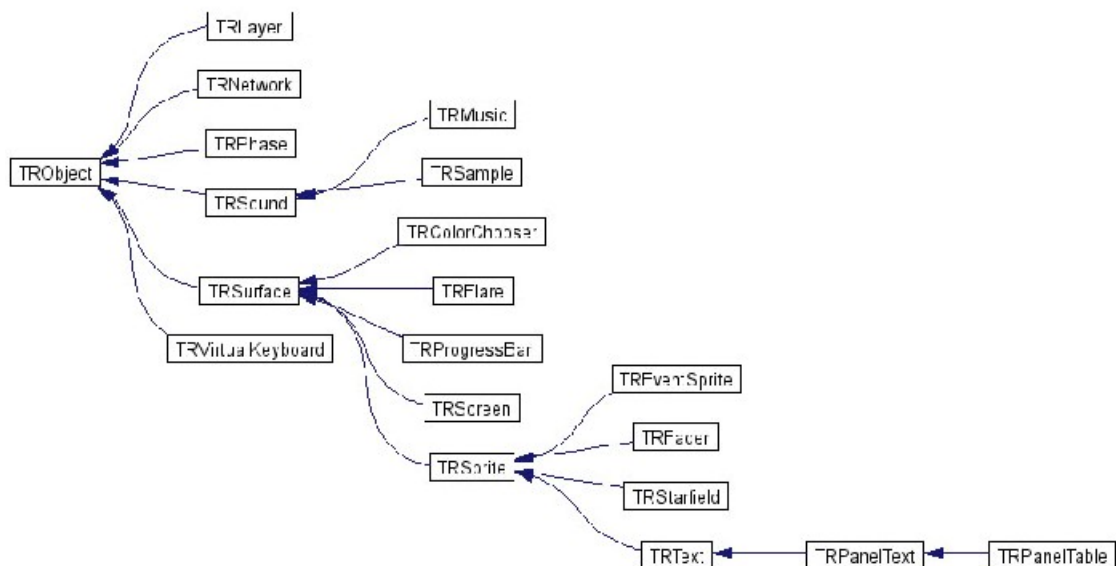 TRLayer
TRNetwork
TRMusic
TRPhase
TRObject
TRSample
TRSound
TRColorChooser
TRSurface
TRFlare
TRVirtualKeyboard
TRProgressBar
TREventSprite
TRScreen
TRFader
TRSprite
TRStarfield
TRText
TRPanelText
TRPanelTable